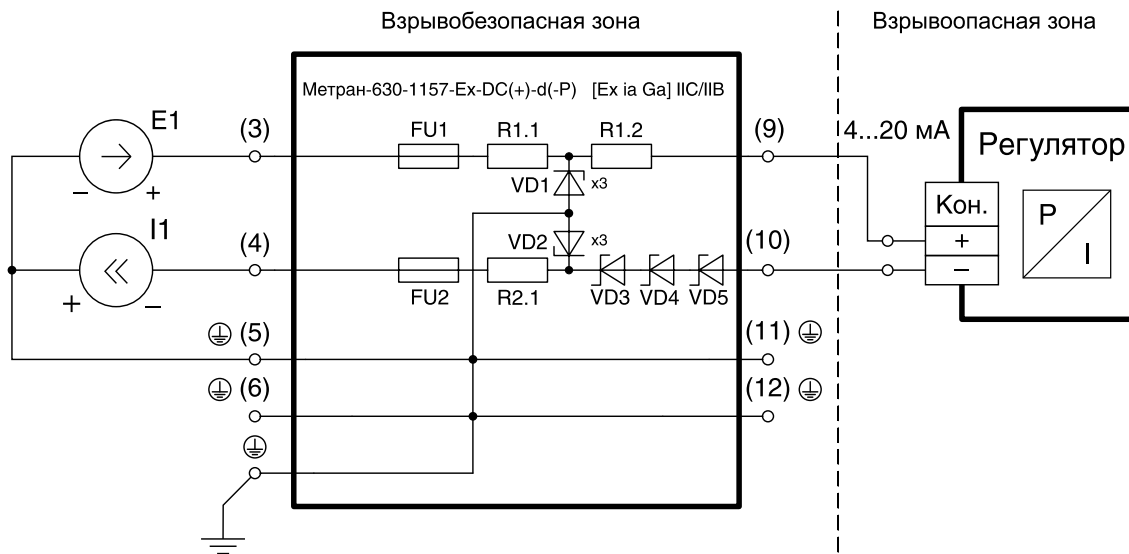 Взрывобезопасная зона
Взрывоопасная зона
Метран-630-1157-Ex-DC(+)-d(-P) [Ex ia Ga] IIC/IIB
E1
(3)
FU1
R1.1
R1.2
(9)
4...20 мА
Регулятор
VD1
x3
− +
I1
(4)
VD2
x3
(10)
Кон.
+
−
P
I
+ −
FU2
R2.1
VD3
VD4
VD5
(5)
(11)
(6)
(12)